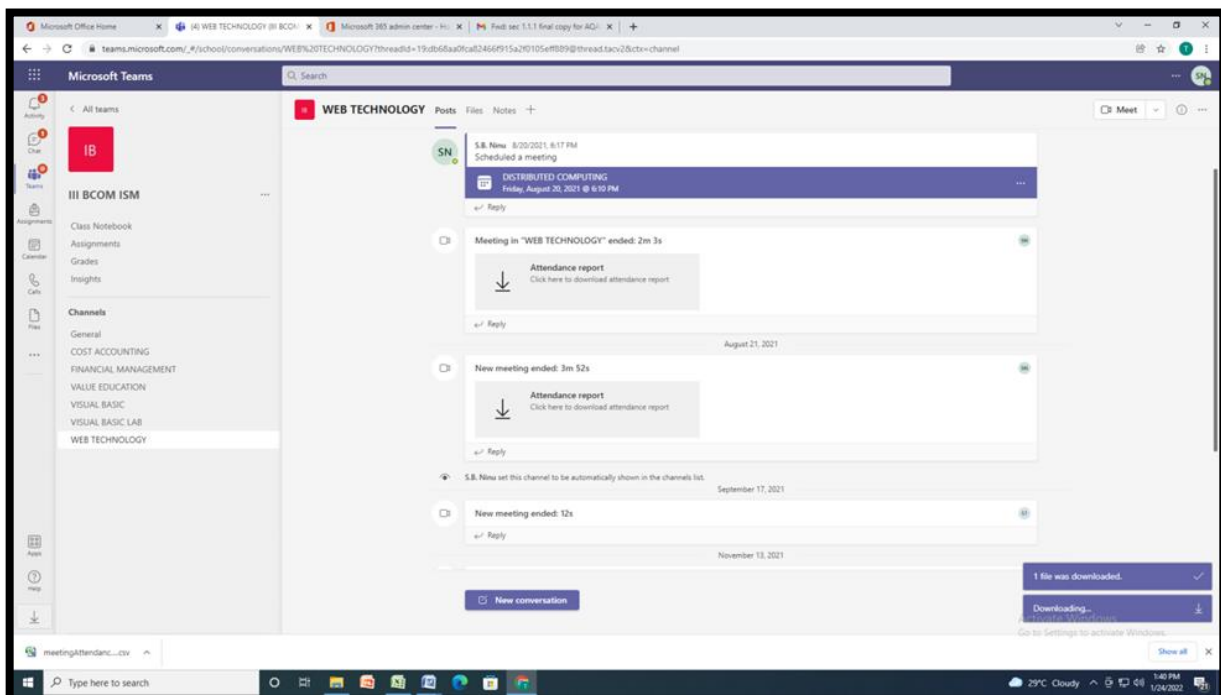 Microsoft Office Home
(4) WEB TECHNOLOGY (III BCOM
Microsoft 365 admin center - Ho
Fwd: sec 1.1.1 final copy for AQA
teams.microsoft.com/_#/school/conversations/WEB%20TECHNOLOGY?threadId=19:db68aa0fca82466f915a2f0105eff889@thread.tacv2&ctx=channel
T
Microsoft Teams
Search
SN
Activity
Chat
Teams
Assignments
Calendar
Calls
Files
Apps
Help
All teams
IB
III BCOM ISM
Class Notebook
Assignments
Grades
Insights
Channels
General
COST ACCOUNTING
FINANCIAL MANAGEMENT
VALUE EDUCATION
VISUAL BASIC
VISUAL BASIC LAB
WEB TECHNOLOGY
WEB TECHNOLOGY Posts Files Notes
Meet
SN
S.B. Ninu 8/20/2021, 6:17 PM
Scheduled a meeting
DISTRIBUTED COMPUTING
Friday, August 20, 2021 @ 6:10 PM
Reply
Meeting in "WEB TECHNOLOGY" ended: 2m 3s
Attendance report
Click here to download attendance report
Reply
August 21, 2021
New meeting ended: 3m 52s
Attendance report
Click here to download attendance report
Reply
S.B. Ninu set this channel to be automatically shown in the channels list.
September 17, 2021
New meeting ended: 12s
Reply
November 13, 2021
New conversation
1 file was downloaded.
Downloading...
Activate Windows
Go to Settings to activate Windows.
meetingAttendanc....csv
Show all
Type here to search
29°C Cloudy
1:40 PM
1/24/2022